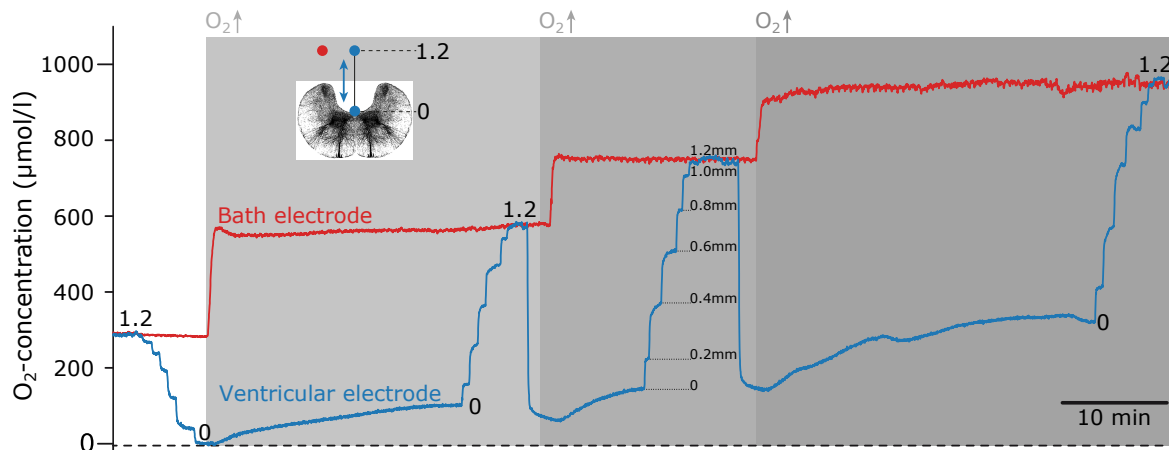 O₂↑
O₂↑
O₂↑
O₂-concentration (µmol/l)
1000
800
600
400
200
0
1.2
0
Bath electrode
Ventricular electrode
1.2
0
0
1.2
1.2mm
1.0mm
0.8mm
0.6mm
0.4mm
0.2mm
0
0
1.2
10 min